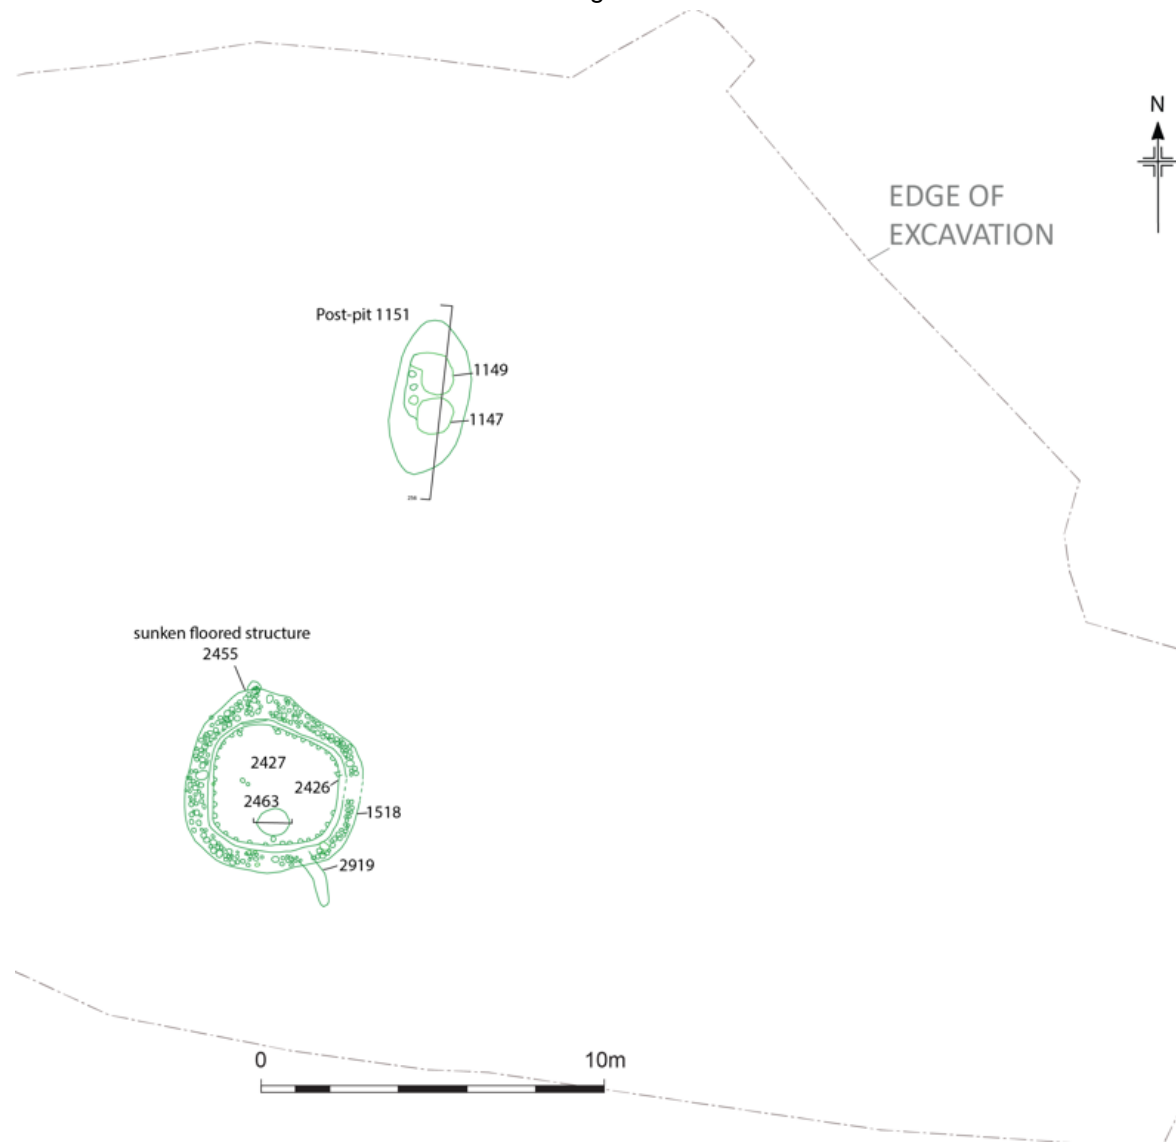 N
EDGE OF
EXCAVATION
Post-pit 1151
1149
1147
sunken floored structure
2455
2427
2426
2463
1518
2919
0 10m